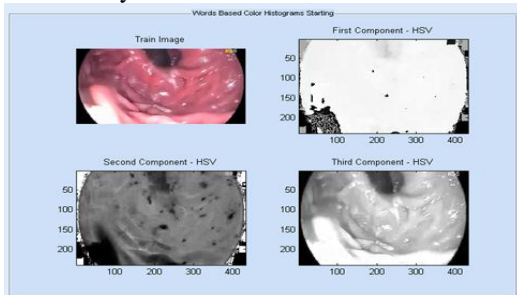 Words Based Color Histograms Starting
Train Image
First Component - HSV
50
100
150
200
100 200 300 400
Second Component - HSV
Third Component - HSV
50
100
150
200
100 200 300 400
50
100
150
200
100 200 300 400